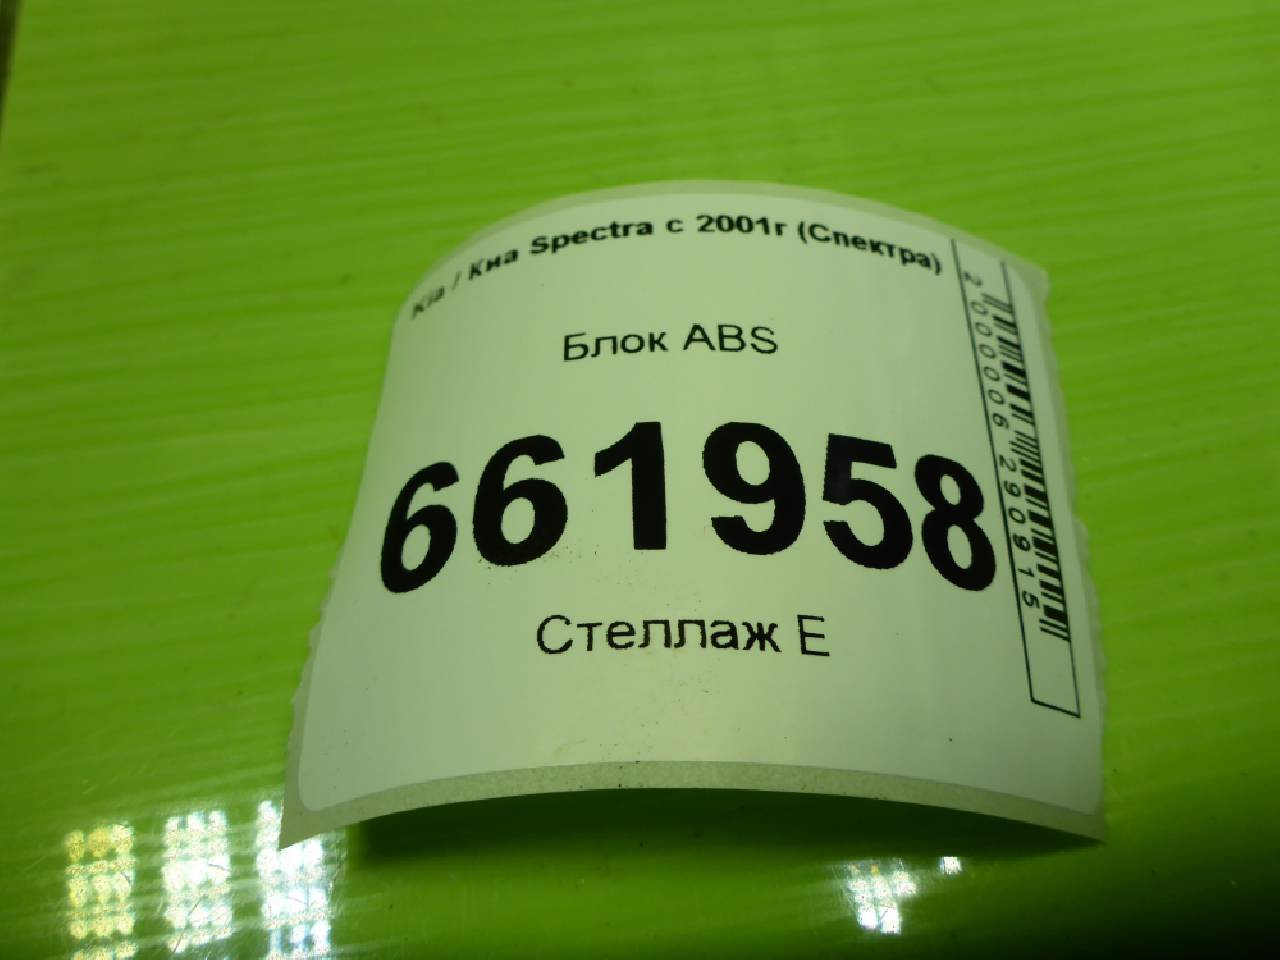 Kia / Киа Spectra с 2001г (Спектра)
Блок ABS
661958
Стеллаж Е
2000006290915